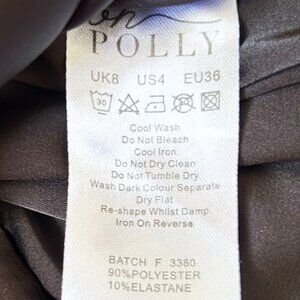 on
POLLY
UK8 US4 EU36
30
Cool Wash
Do Not Bleach
Cool Iron
Do Not Dry Clean
Do Not Tumble Dry
Wash Dark Colour Separate
Dry Flat
Re-shape Whilst Damp
Iron On Reverse
BATCH F 3380
90%POLYESTER
10%ELASTANE